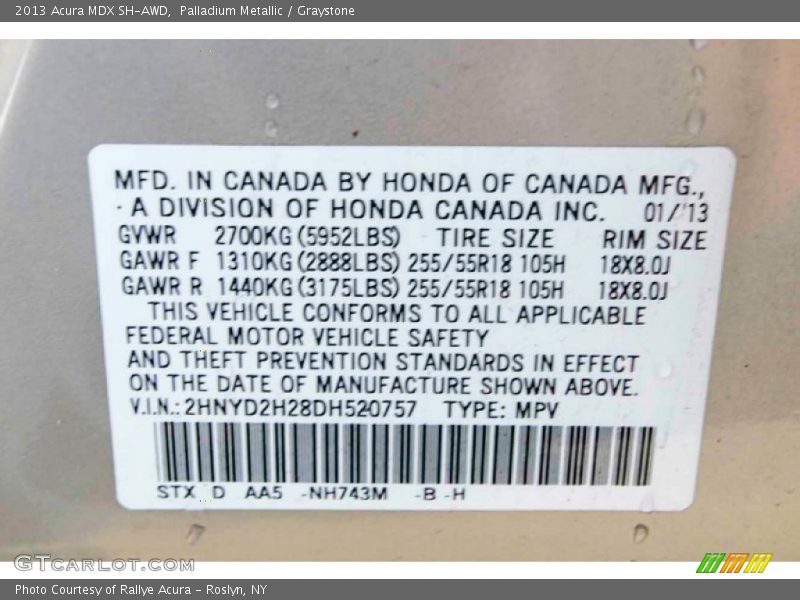 2013 Acura MDX SH-AWD,  Palladium Metallic / Graystone
MFD. IN CANADA BY HONDA OF CANADA MFG.,
A DIVISION OF HONDA CANADA INC.   01/'13
GVWR   2700KG (5952LBS)   TIRE SIZE   RIM SIZE
GAWR F  1310KG (2888LBS) 255/55R18 105H   18X8.0J
GAWR R  1440KG (3175LBS) 255/55R18 105H   18X8.0J
THIS VEHICLE CONFORMS TO ALL APPLICABLE
FEDERAL MOTOR VEHICLE SAFETY
AND THEFT PREVENTION STANDARDS IN EFFECT
ON THE DATE OF MANUFACTURE SHOWN ABOVE.
V.I.N.: 2HNYD2H28DH520757   TYPE: MPV
STX  D  AA5  -NH743M   -B -H
GTCARLOT.COM
Photo Courtesy of Rallye Acura – Roslyn, NY